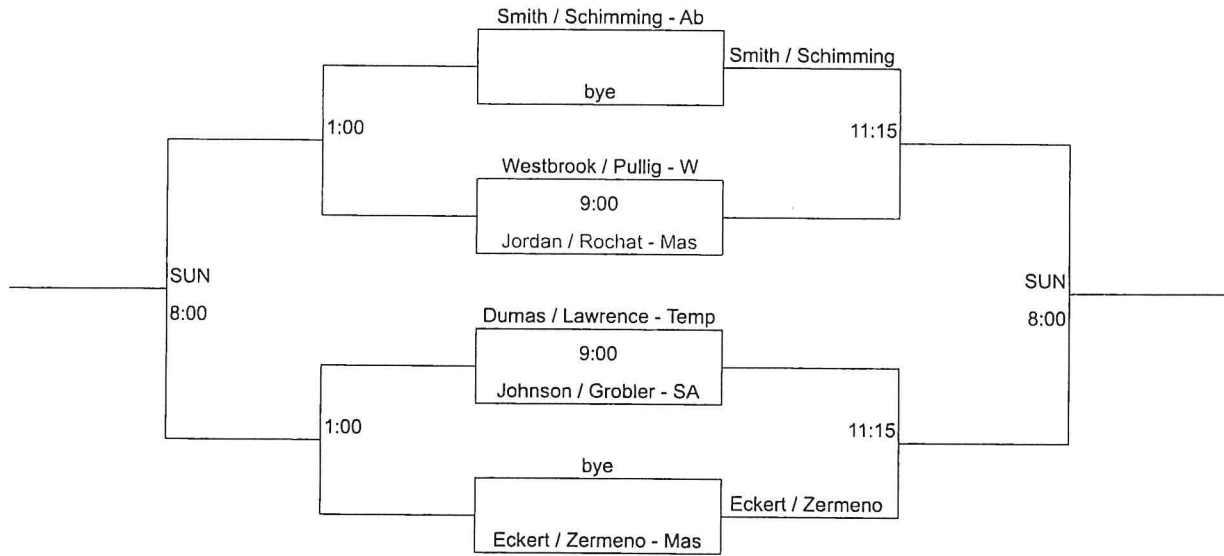 Smith / Schimming - Ab
Smith / Schimming
bye
1:00
11:15
Westbrook / Pullig - W
9:00
Jordan / Rochat - Mas
SUN
8:00
SUN
8:00
Dumas / Lawrence - Temp
9:00
Johnson / Grobler - SA
1:00
11:15
bye
Eckert / Zermeno
Eckert / Zermeno - Mas